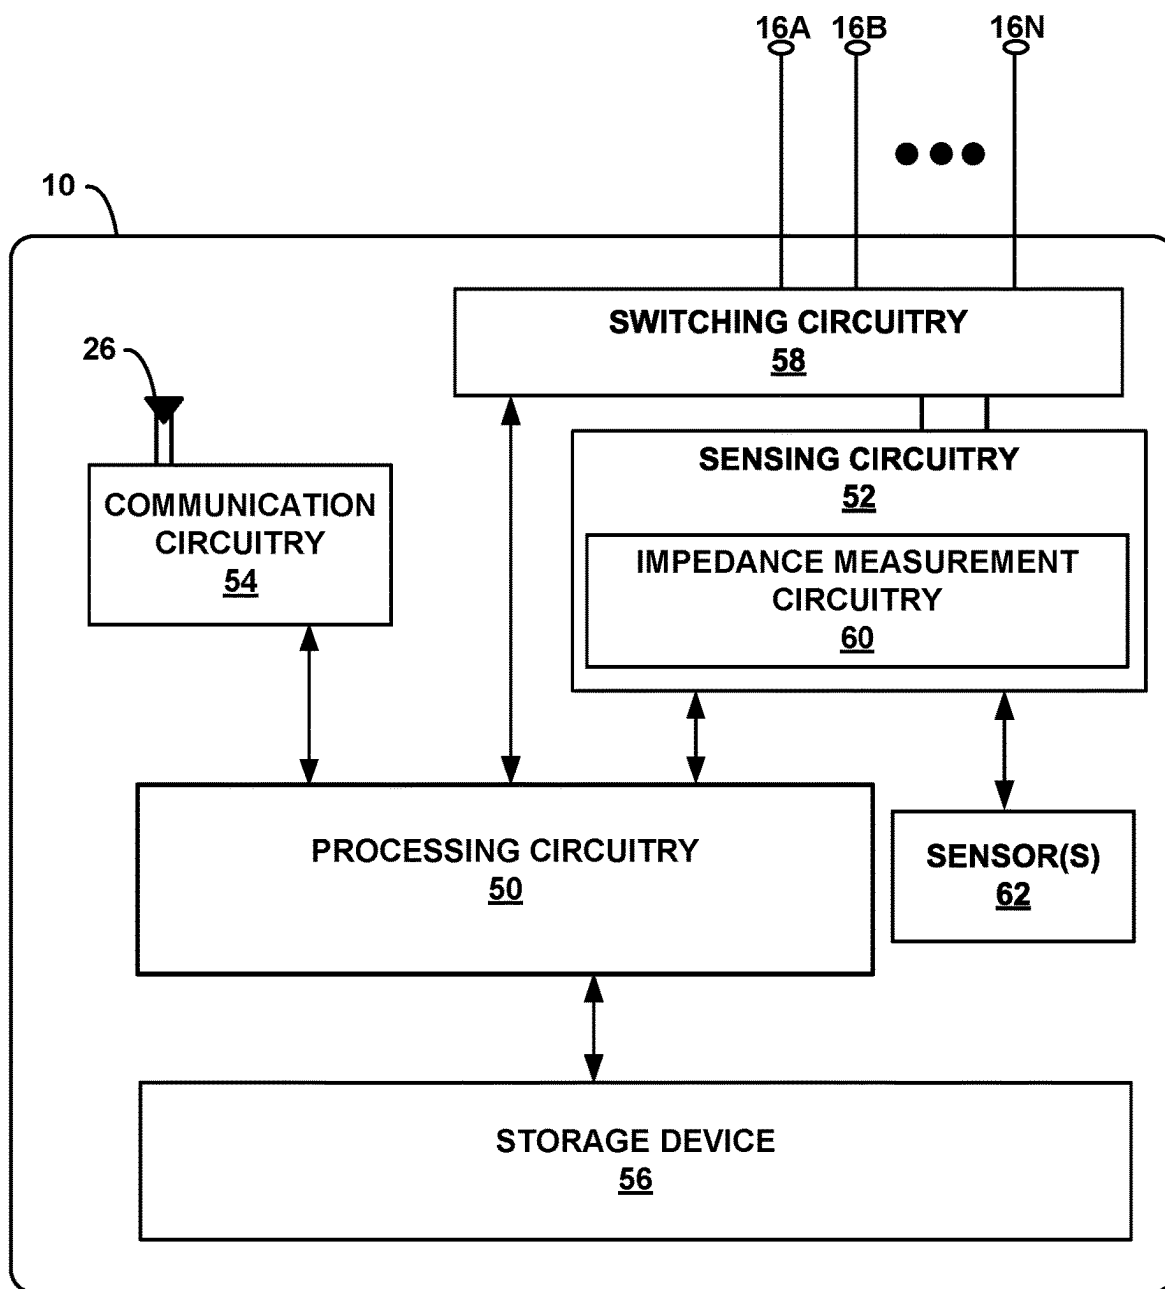 16A 16B 16N
10
SWITCHING CIRCUITRY
58
26
SENSING CIRCUITRY
52
COMMUNICATION
CIRCUITRY
54
IMPEDANCE MEASUREMENT
CIRCUITRY
60
PROCESSING CIRCUITRY
50
SENSOR(S)
62
STORAGE DEVICE
56